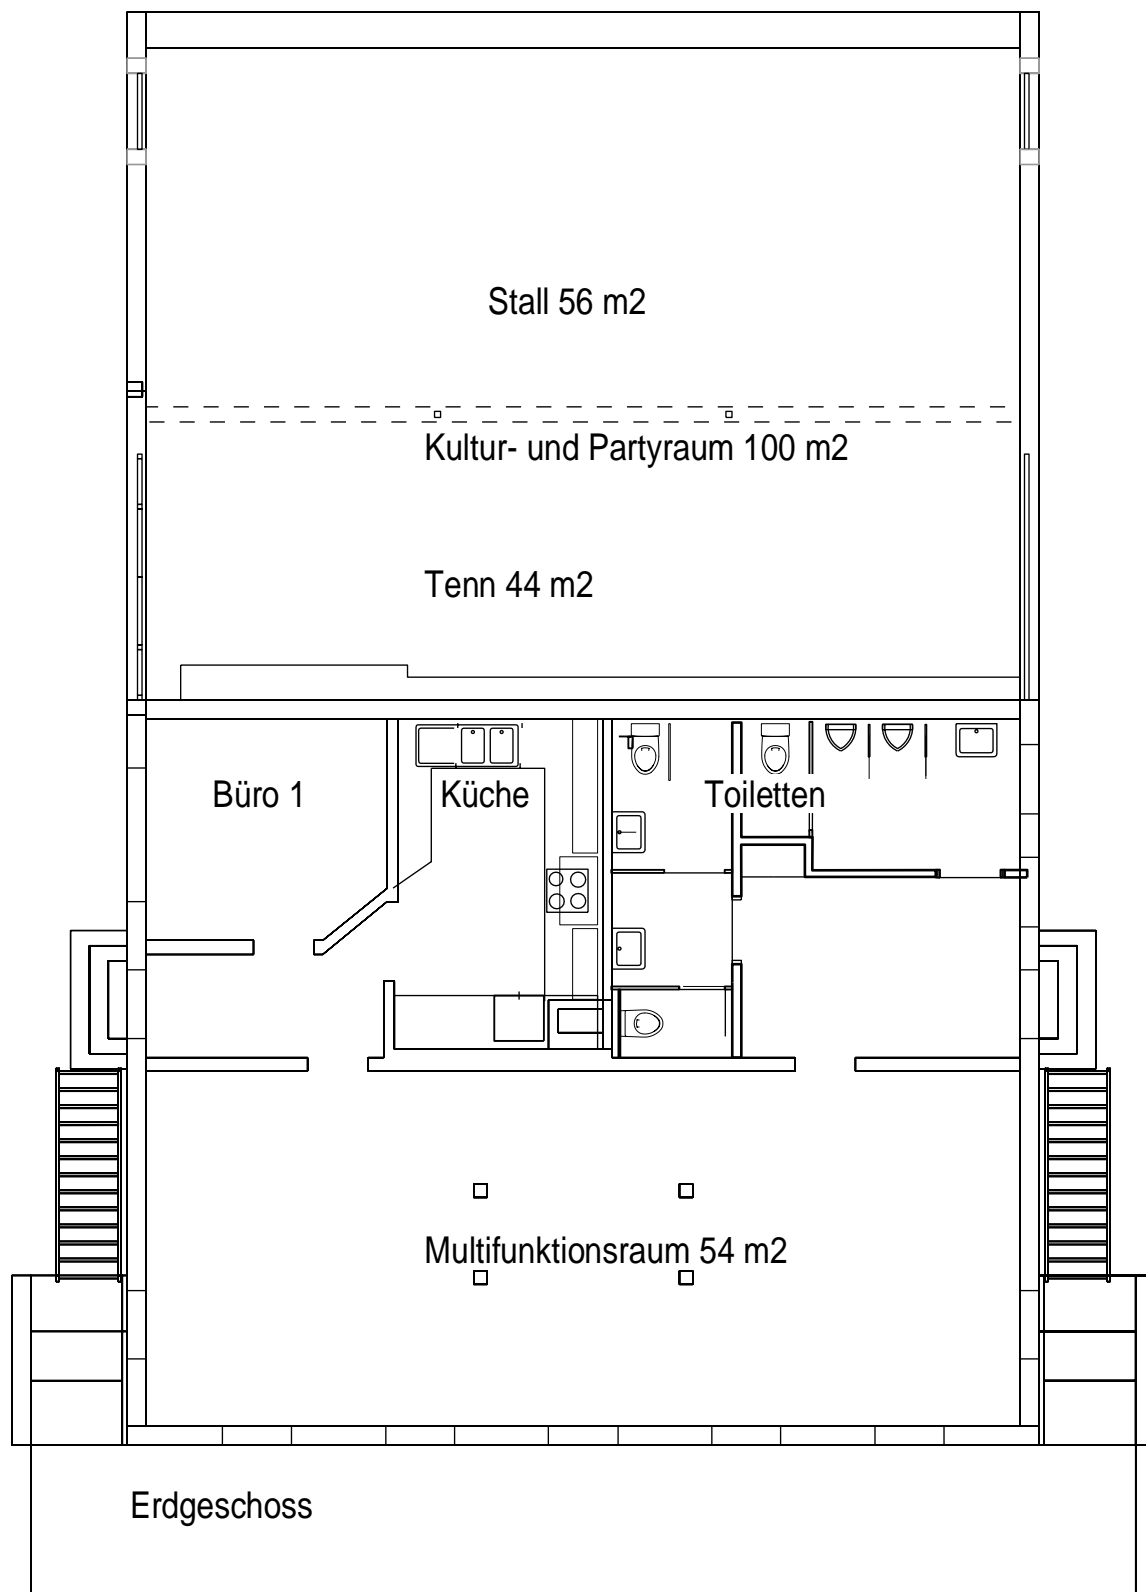 Stall 56 m2
Kultur- und Partyraum 100 m2
Tenn 44 m2
Büro 1
Küche
Toiletten
Multifunktionsraum 54 m2
Erdgeschoss